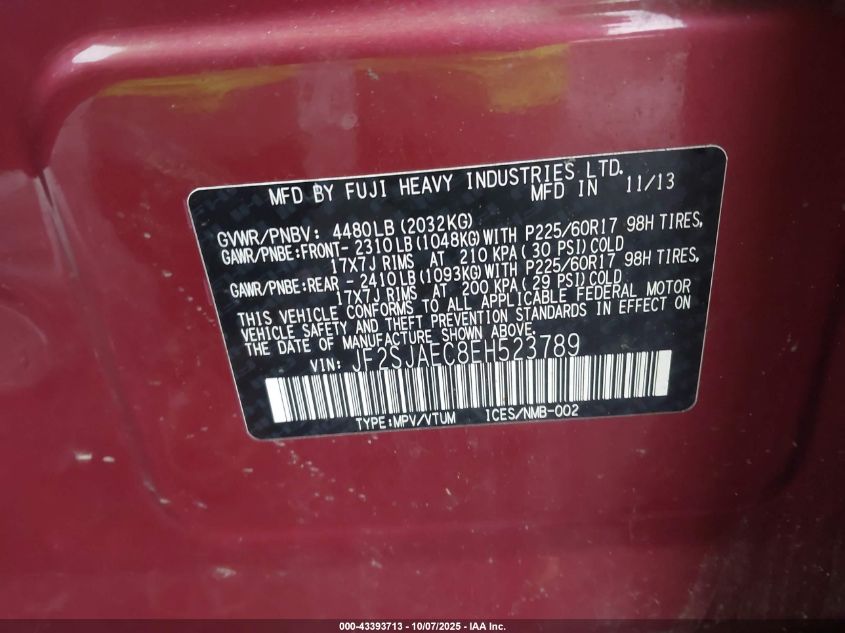 MFD BY FUJI HEAVY INDUSTRIES LTD.
MFD IN 11/13
GVWR/PNBV: 4480LB(2032KG)
GAWR/PNBE:FRONT- 2310LB(1048KG)WITH P225/60R17 98H TIRES,
17X7J RIMS AT 210 KPA(30 PSI)COLD
GAWR/PNBE:REAR - 2410LB(1093KG)WITH P225/60R17 98H TIRES,
17X7J RIMS AT 200 KPA(29 PSI)COLD
THIS VEHICLE CONFORMS TO ALL APPLICABLE FEDERAL MOTOR
VEHICLE SAFETY AND THEFT PREVENTION STANDARDS IN EFFECT ON
THE DATE OF MANUFACTURE SHOWN ABOVE.
VIN: JF2SJAEC8EH523789
TYPE:MPV/VTUM ICES/NMB-002
000-43393713 - 10/07/2025 - IAA Inc.